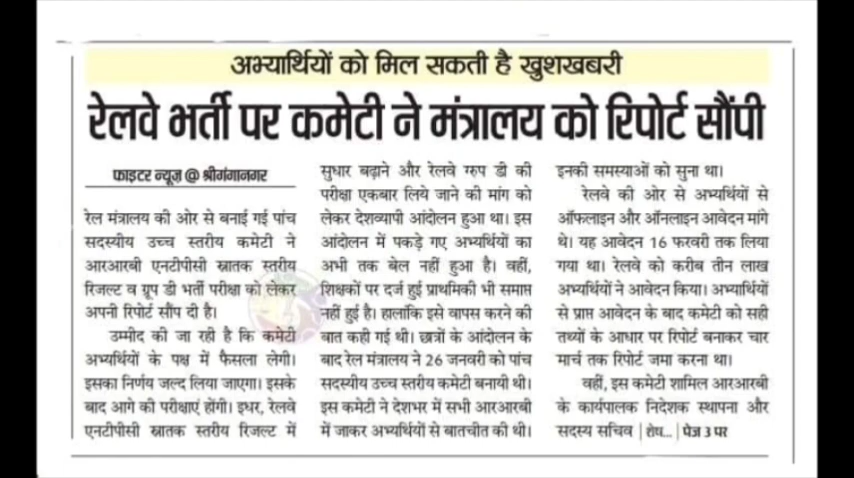 अभ्यार्थियों को मिल सकती है खुशखबरी
रेलवे भर्ती पर कमेटी ने मंत्रालय को रिपोर्ट सौंपी
फाइटर न्यूज़ @ श्रीगंगानगर
रेल मंत्रालय की ओर से बनाई गई पांच
सदस्यीय उच्च स्तरीय कमेटी ने
आरआरबी एनटीपीसी स्नातक स्तरीय
रिजल्ट व ग्रूप डी भर्ती परीक्षा को लेकर
अपनी रिपोर्ट सौंप दी है।
उम्मीद की जा रही है कि कमेटी
अभ्यर्थियों के पक्ष में फैसला लेगी।
इसका निर्णय जल्द लिया जाएगा। इसके
बाद आगे की परीक्षाएं होंगी। इधर, रेलवे
एनटीपीसी स्नातक स्तरीय रिजल्ट में
सुधार बढ़ाने और रेलवे ग्रुप डी की
परीक्षा एकबार लिये जाने की मांग को
लेकर देशव्यापी आंदोलन हुआ था। इस
आंदोलन में पकड़े गए अभ्यर्थियों का
अभी तक बेल नहीं हुआ है। वहीं,
शिक्षकों पर दर्ज हुई प्राथमिकी भी समाप्त
नहीं हुई है। हालांकि इसे वापस करने की
बात कही गई थी। छात्रों के आंदोलन के
बाद रेल मंत्रालय ने 26 जनवरी को पांच
सदस्यीय उच्च स्तरीय कमेटी बनायी थी।
इस कमेटी ने देशभर में सभी आरआरबी
में जाकर अभ्यर्थियों से बातचीत की थी।
इनकी समस्याओं को सुना था।
रेलवे की ओर से अभ्यर्थियों से
ऑफलाइन और ऑनलाइन आवेदन मांगे
थे। यह आवेदन 16 फरवरी तक लिया
गया था। रेलवे को करीब तीन लाख
अभ्यर्थियों ने आवेदन किया। अभ्यार्थियों
से प्राप्त आवेदन के बाद कमेटी को सही
तथ्यों के आधार पर रिपोर्ट बनाकर चार
मार्च तक रिपोर्ट जमा करना था।
वहीं, इस कमेटी शामिल आरआरबी
के कार्यपालक निदेशक स्थापना और
सदस्य सचिव | शेष... | पेज 3 पर